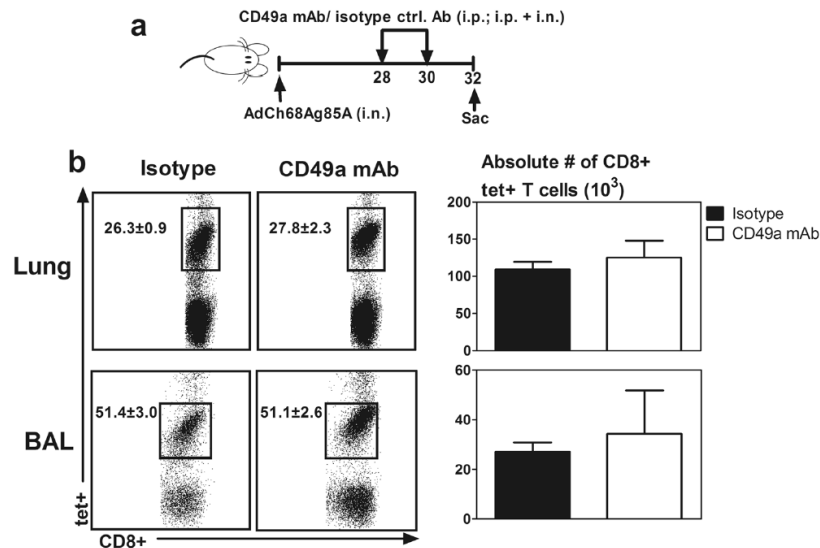 a
CD49a mAb/ isotype ctrl. Ab (i.p.; i.p. + i.n.)
28 30 32
AdCh68Ag85A (i.n.)
Sac
b
Isotype CD49a mAb
Absolute # of CD8+
tet+ T cells (10³)
Lung
26.3±0.9
27.8±2.3
200
150
100
50
0
Isotype
CD49a mAb
BAL
51.4±3.0
51.1±2.6
60
40
20
0
tet+
CD8+